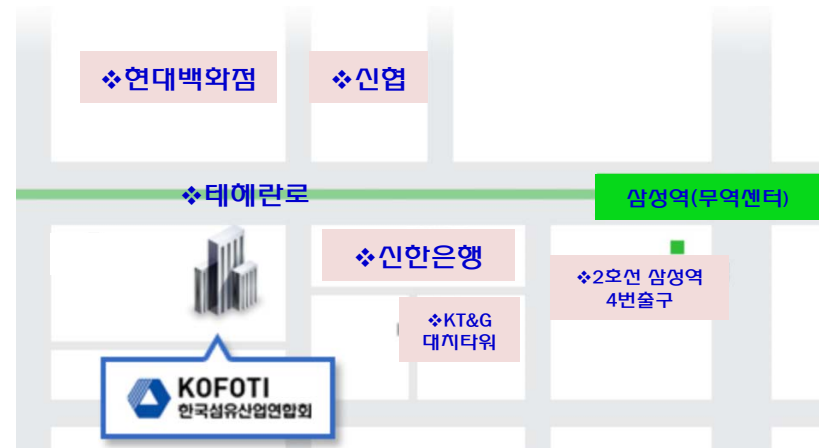 ❖현대백화점
❖신협
❖테헤란로
삼성역(무역센터)
❖신한은행
❖2호선 삼성역
4번출구
❖KT&G
대치타워
KOFOTI
한국섬유산업연합회